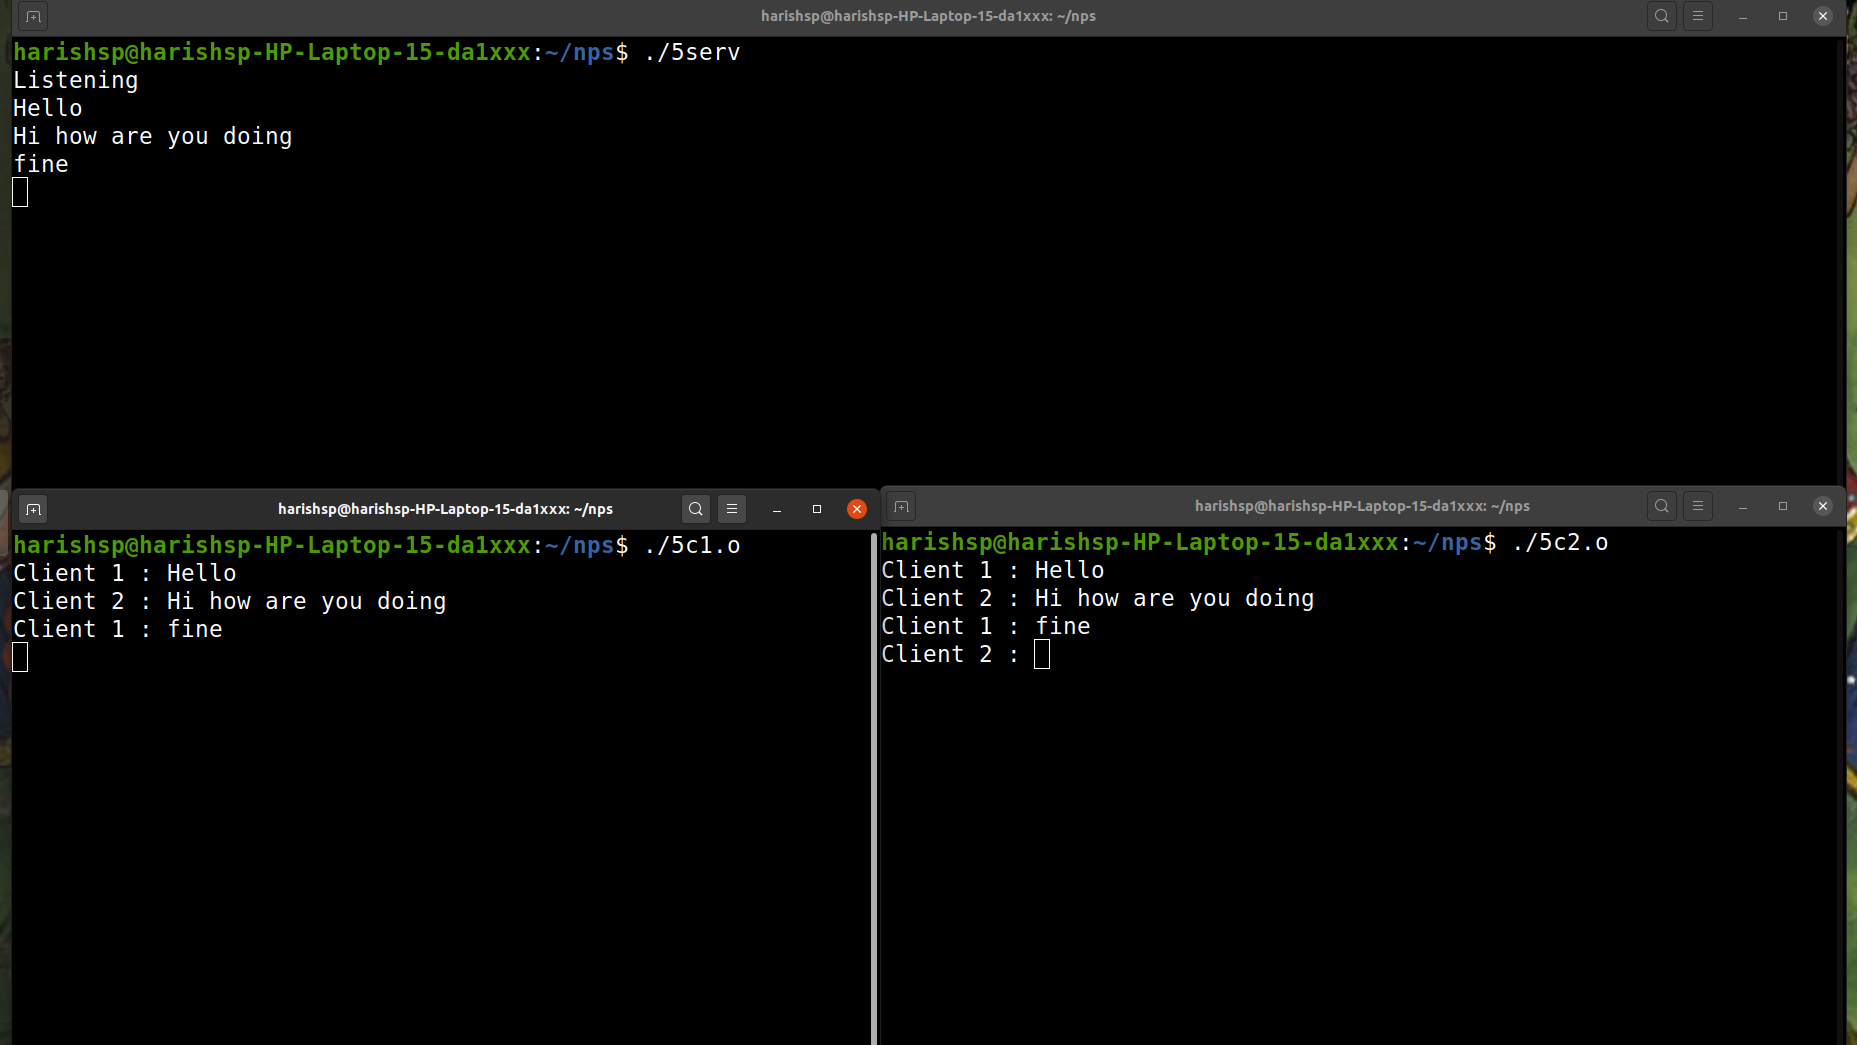 harishsp@harishsp-HP-Laptop-15-da1xxx: ~/nps
harishsp@harishsp-HP-Laptop-15-da1xxx:~/nps$ ./5serv
Listening
Hello
Hi how are you doing
fine
harishsp@harishsp-HP-Laptop-15-da1xxx: ~/nps
harishsp@harishsp-HP-Laptop-15-da1xxx:~/nps$ ./5c1.o
Client 1 : Hello
Client 2 : Hi how are you doing
Client 1 : fine
harishsp@harishsp-HP-Laptop-15-da1xxx: ~/nps
harishsp@harishsp-HP-Laptop-15-da1xxx:~/nps$ ./5c2.o
Client 1 : Hello
Client 2 : Hi how are you doing
Client 1 : fine
Client 2 :